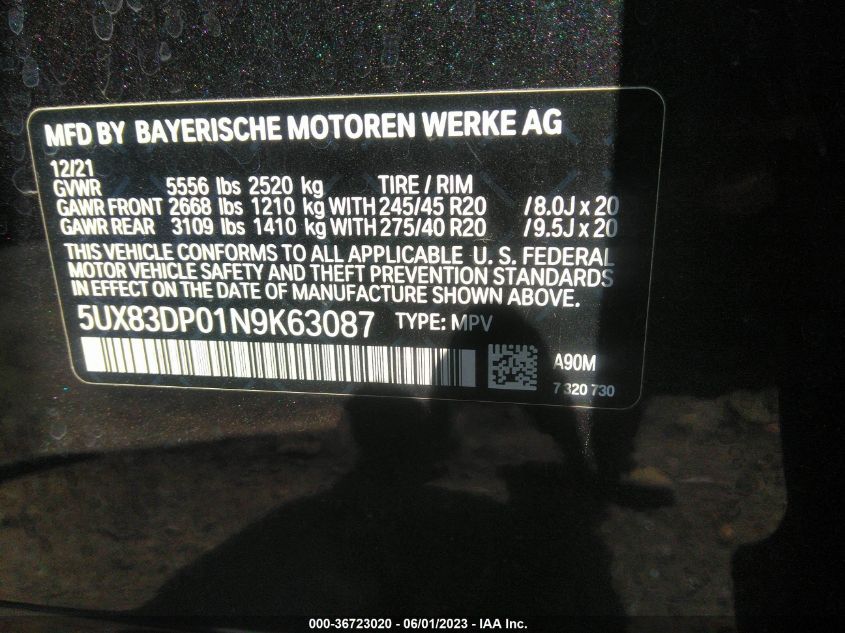 MFD BY BAYERISCHE MOTOREN WERKE AG
12/21
GVWR 5556 lbs 2520 kg TIRE / RIM
GAWR FRONT 2668 lbs 1210 kg WITH 245/45 R20 /8.0J x 20
GAWR REAR 3109 lbs 1410 kg WITH 275/40 R20 /9.5J x 20
THIS VEHICLE CONFORMS TO ALL APPLICABLE U. S. FEDERAL
MOTOR VEHICLE SAFETY AND THEFT PREVENTION STANDARDS
IN EFFECT ON THE DATE OF MANUFACTURE SHOWN ABOVE.
5UX83DP01N9K63087 TYPE: MPV
A90M
7 320 730
000-36723020 - 06/01/2023 - IAA Inc.